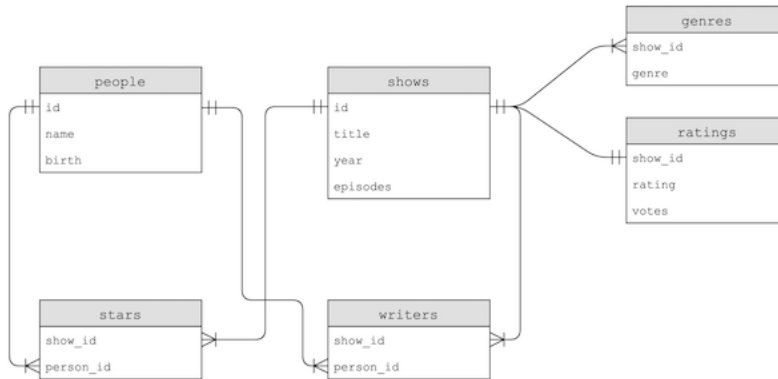 people
id
name
birth
shows
id
title
year
episodes
genres
show_id
genre
ratings
show_id
rating
votes
stars
show_id
person_id
writers
show_id
person_id